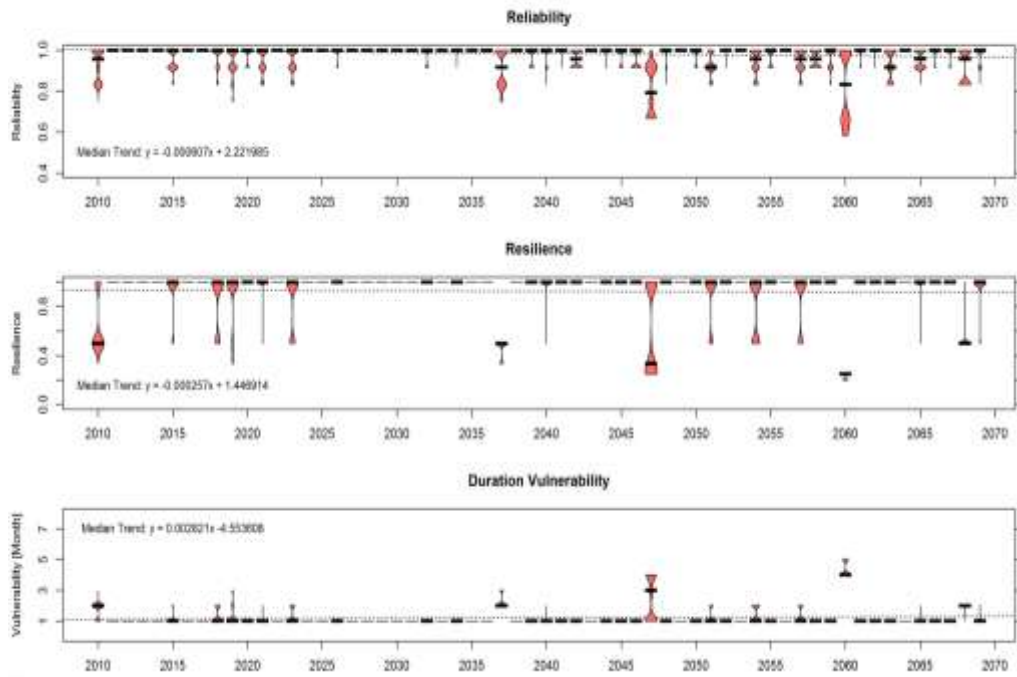 Reliability
Reliability
1.0
0.8
0.6
0.4
Median Trend: y = -0.000607x + 2.221985
2010 2015 2020 2025 2030 2035 2040 2045 2050 2055 2060 2065 2070
Resilience
Resilience
0.8
0.4
0.0
Median Trend: y = -0.000257x + 1.446914
2010 2015 2020 2025 2030 2035 2040 2045 2050 2055 2060 2065 2070
Duration Vulnerability
Vulnerability [Month]
7
5
3
1
Median Trend: y = 0.002821x -4.553608
2010 2015 2020 2025 2030 2035 2040 2045 2050 2055 2060 2065 2070